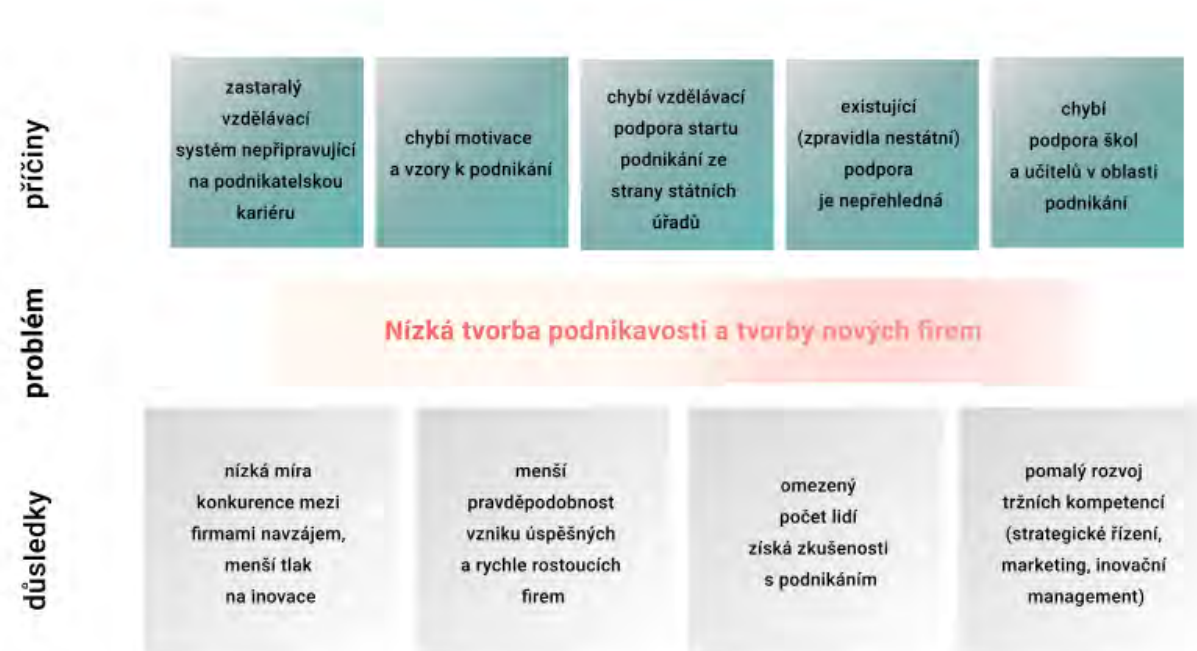 příčiny
zastaralý
vzdělávací
systém nepřipravující
na podnikatelskou
kariéru
chybí motivace
a vzory k podnikání
chybí vzdělávací
podpora startu
podnikání ze
strany státních
úřadů
existující
(zpravidla nestátní)
podpora
je nepřehledná
chybí
podpora škol
a učitelů v oblasti
podnikání
problém
Nízká tvorba podnikavosti a tvorby nových firem
důsledky
nízká míra
konkurence mezi
firmami navzájem,
menší tlak
na inovace
menší
pravděpodobnost
vzniku úspěšných
a rychle rostoucích
firem
omezený
počet lidí
získá zkušenosti
s podnikáním
pomalý rozvoj
tržních kompetencí
(strategické řízení,
marketing, inovační
management)